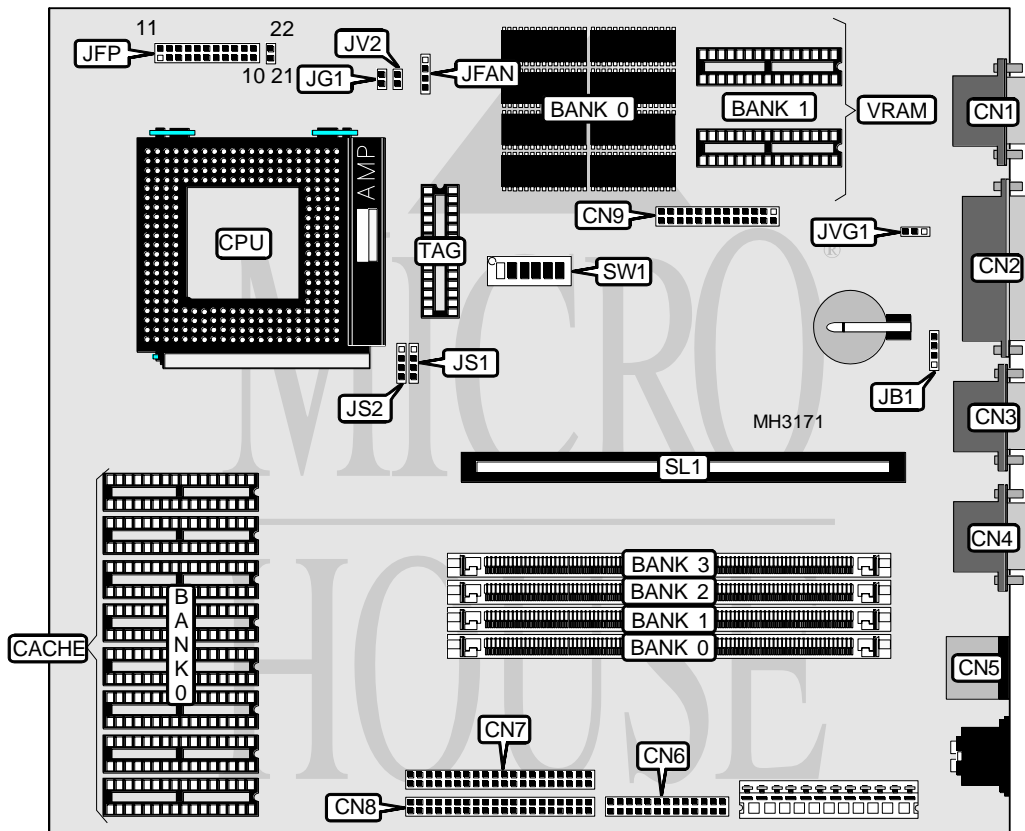 11
22
JFP
10 21
JV2
JG1
JFAN
BANK 0
BANK 1
VRAM
CN1
AMP
CPU
TAG
CN9
JVG1
SW1
CN2
®
JS1
JS2
JB1
MICRO
MH3171
CN3
SL1
CN4
HOUSE
BANK 3
BANK 2
BANK 1
BANK 0
CACHE
BANK 0
CN5
CN7
CN6
CN8